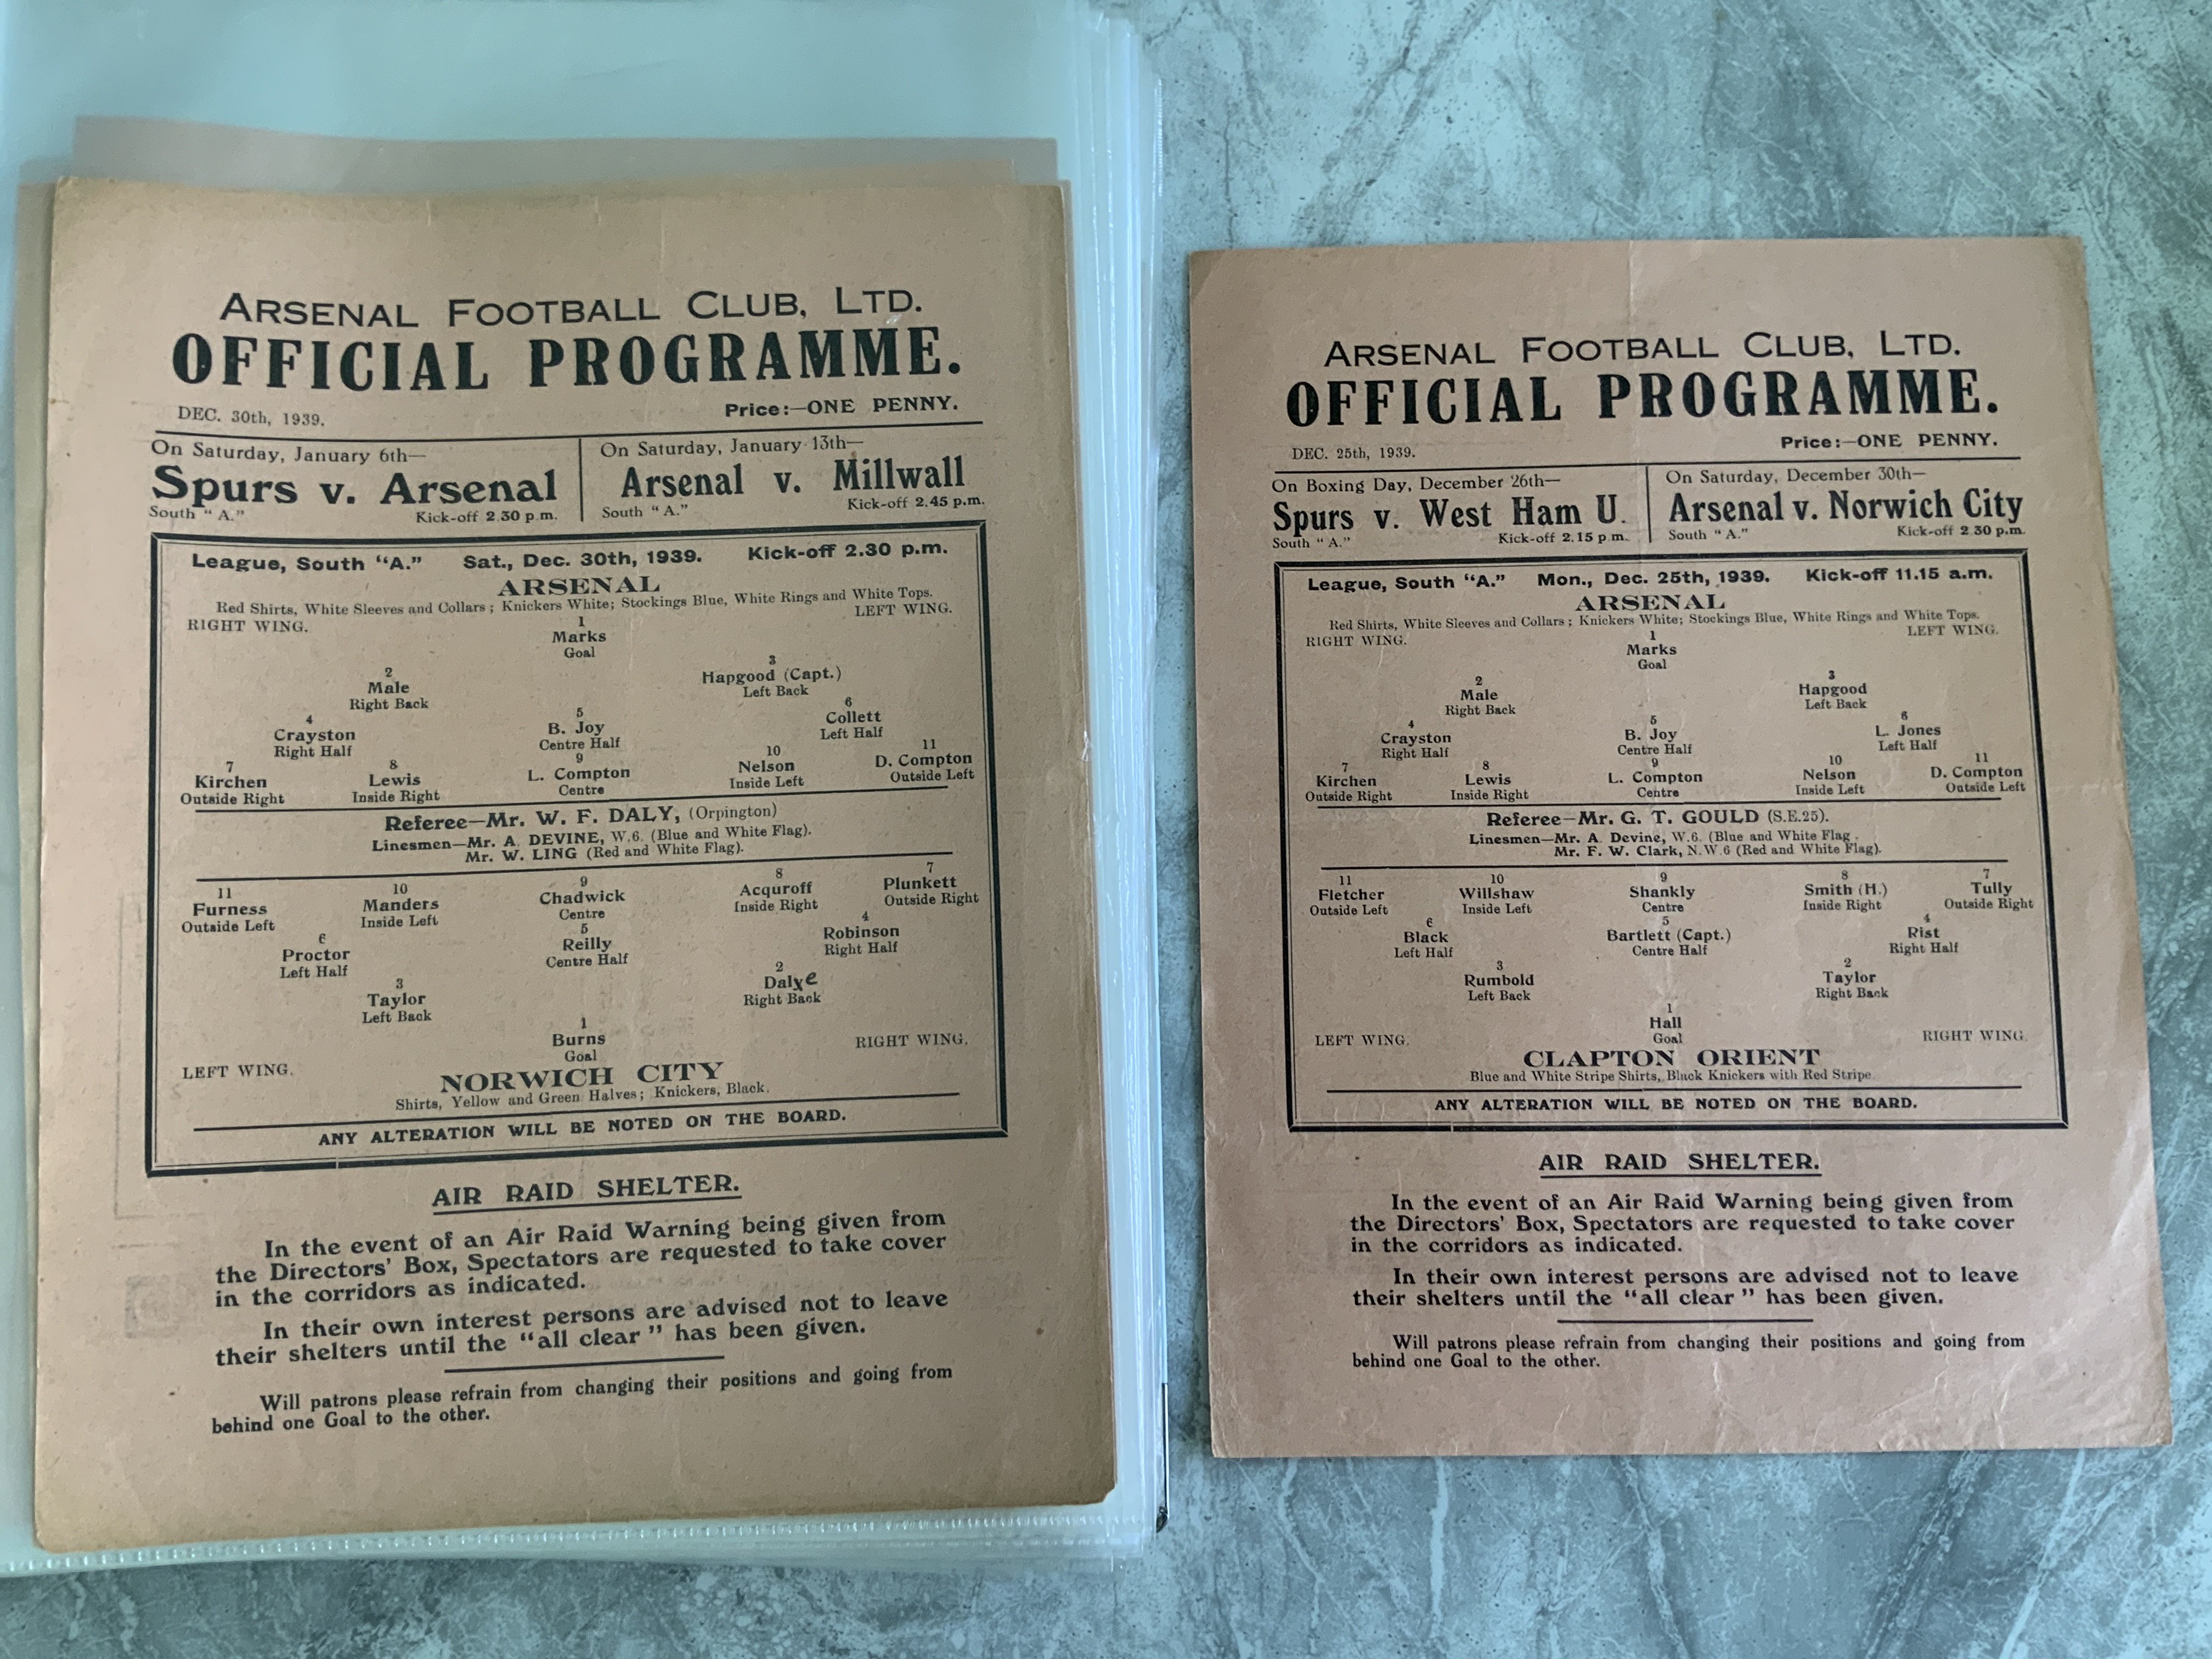 ARSENAL FOOTBALL CLUB, LTD.
OFFICIAL PROGRAMME.
DEC. 30th, 1939. Price:—ONE PENNY.
On Saturday, January 6th—
Spurs v. Arsenal
South "A." Kick-off 2.30 p.m.
On Saturday, January 13th—
Arsenal v. Millwall
South "A." Kick-off 2.45 p.m.
League, South "A." Sat., Dec. 30th, 1939. Kick-off 2.30 p.m.
ARSENAL
Red Shirts, White Sleeves and Collars; Knickers White; Stockings Blue, White Rings and White Tops.
RIGHT WING. LEFT WING.
1
Marks
Goal
2 3
Male Hapgood (Capt.)
Right Back Left Back
4 5 6
Crayston B. Joy Collett
Right Half Centre Half Left Half
7 8 9 10 11
Kirchen Lewis L. Compton Nelson D. Compton
Outside Right Inside Right Centre Inside Left Outside Left
Referee—Mr. W. F. DALY, (Orpington)
Linesmen—Mr. A. DEVINE, W.6. (Blue and White Flag).
Mr. W. LING (Red and White Flag).
11 10 9 8 7
Furness Manders Chadwick Acquroff Plunkett
Outside Left Inside Left Centre Inside Right Outside Right
6 5 4
Proctor Reilly Robinson
Left Half Centre Half Right Half
3 2
Taylor Dalye
Left Back Right Back
1
Burns
Goal
LEFT WING. RIGHT WING.
NORWICH CITY
Shirts, Yellow and Green Halves; Knickers, Black.
ANY ALTERATION WILL BE NOTED ON THE BOARD.
AIR RAID SHELTER.
In the event of an Air Raid Warning being given from
the Directors' Box, Spectators are requested to take cover
in the corridors as indicated.
In their own interest persons are advised not to leave
their shelters until the "all clear" has been given.
Will patrons please refrain from changing their positions and going from
behind one Goal to the other.
ARSENAL FOOTBALL CLUB, LTD.
OFFICIAL PROGRAMME.
DEC. 25th, 1939. Price:—ONE PENNY.
On Boxing Day, December 26th—
Spurs v. West Ham U.
South "A." Kick-off 2.15 p.m.
On Saturday, December 30th—
Arsenal v. Norwich City
South "A." Kick-off 2.30 p.m.
League, South "A." Mon., Dec. 25th, 1939. Kick-off 11.15 a.m.
ARSENAL
Red Shirts, White Sleeves and Collars; Knickers White; Stockings Blue, White Rings and White Tops.
RIGHT WING. LEFT WING.
1
Marks
Goal
2 3
Male Hapgood
Right Back Left Back
4 5 6
Crayston B. Joy L. Jones
Right Half Centre Half Left Half
7 8 9 10 11
Kirchen Lewis L. Compton Nelson D. Compton
Outside Right Inside Right Centre Inside Left Outside Left
Referee—Mr. G. T. GOULD (S.E.25).
Linesmen—Mr. A. Devine, W.6. (Blue and White Flag.
Mr. F. W. Clark, N.W.6 (Red and White Flag).
11 10 9 8 7
Fletcher Willshaw Shankly Smith (H.) Tully
Outside Left Inside Left Centre Inside Right Outside Right
6 5 4
Black Bartlett (Capt.) Rist
Left Half Centre Half Right Half
3 2
Rumbold Taylor
Left Back Right Back
1
Hall
Goal
LEFT WING. RIGHT WING.
CLAPTON ORIENT
Blue and White Stripe Shirts, Black Knickers with Red Stripe.
ANY ALTERATION WILL BE NOTED ON THE BOARD.
AIR RAID SHELTER.
In the event of an Air Raid Warning being given from
the Directors' Box, Spectators are requested to take cover
in the corridors as indicated.
In their own interest persons are advised not to leave
their shelters until the "all clear" has been given.
Will patrons please refrain from changing their positions and going from
behind one Goal to the other.